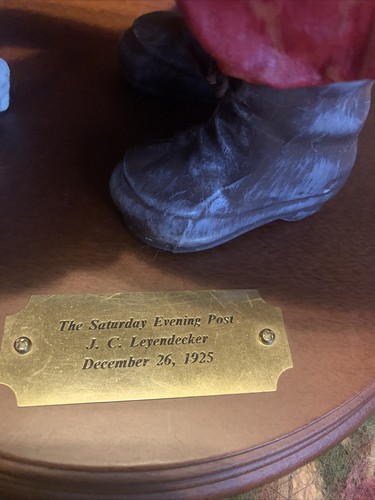 The Saturday Evening Post
J. C. Leyendecker
December 26, 1925